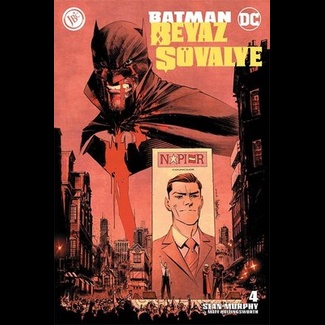 BATMAN
DC
BEYAZ
ŞÖVALYE
NAPIER
4
SEAN MURPHY
MATT HOLLINGSWORTH